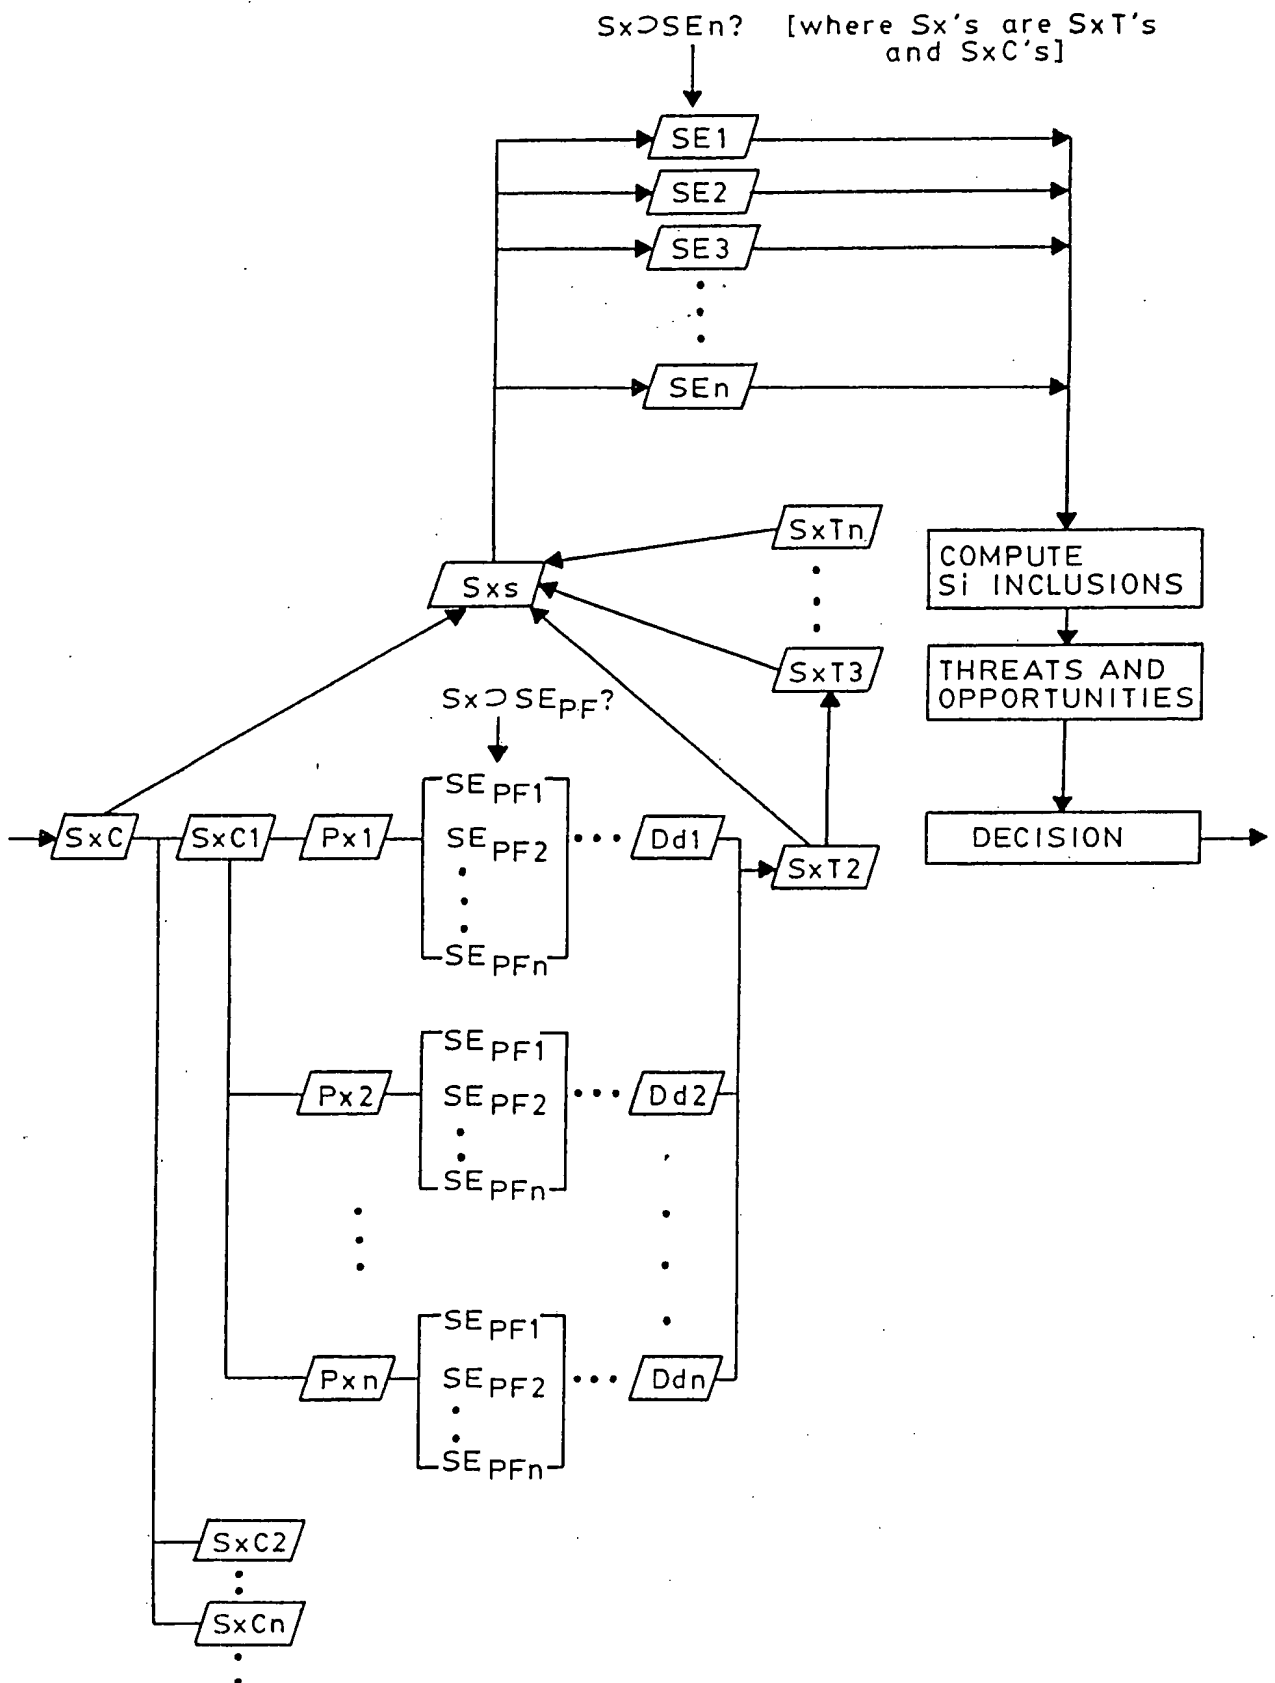 Sx⊃SEn? [where Sx's are SxT's
and SxC's]
SE1
SE2
SE3
SEn
SxTn
COMPUTE
Si INCLUSIONS
Sxs
SxT3
THREATS AND
OPPORTUNITIES
Sx⊃SEPF?
SEPF1
SxC SxC1 Px1 SEPF2 Dd1
DECISION
SxT2
SEPFn
SEPF1
Px2 SEPF2 Dd2
SEPFn
SEPF1
Pxn SEPF2 Ddn
SEPFn
SxC2
SxCn